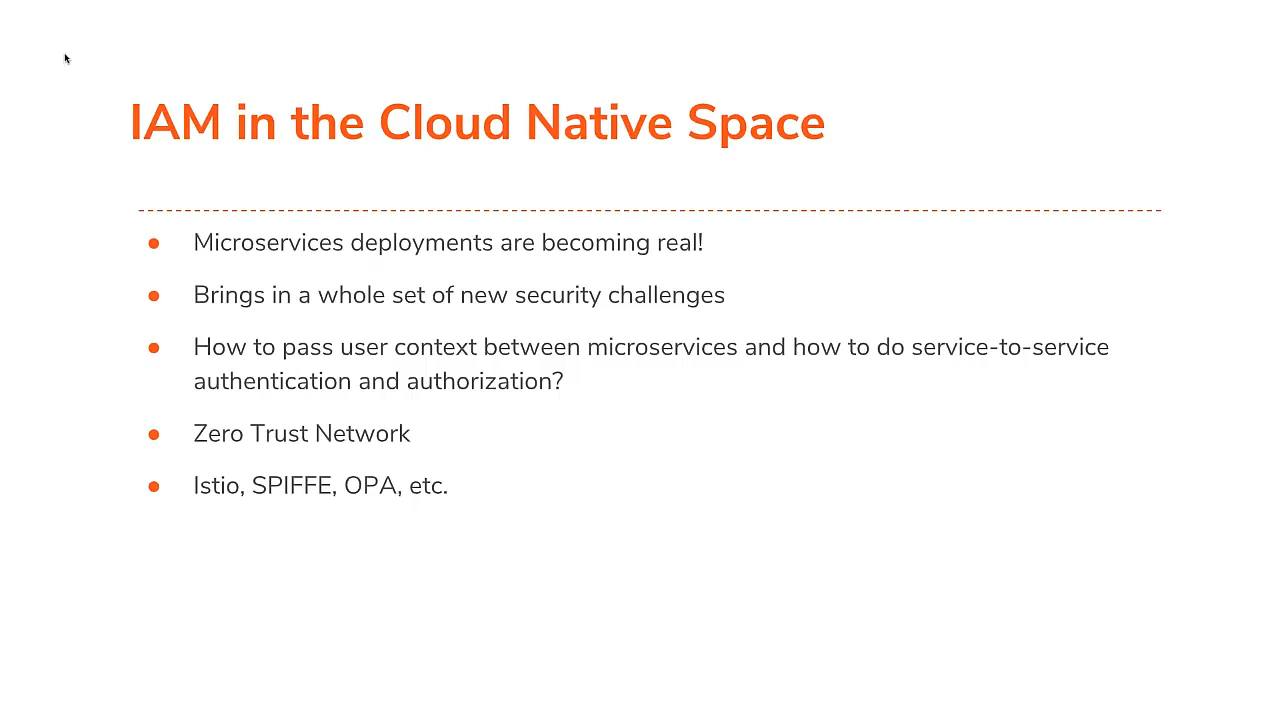 IAM in the Cloud Native Space
● Microservices deployments are becoming real!
● Brings in a whole set of new security challenges
● How to pass user context between microservices and how to do service-to-service
authentication and authorization?
● Zero Trust Network
● Istio, SPIFFE, OPA, etc.